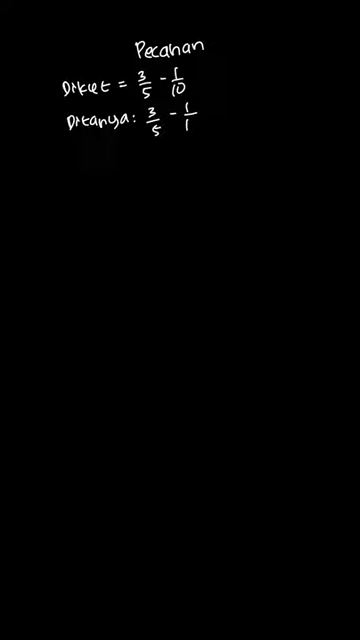 Pecahan
Diket = 3/5 - 1/10
Ditanya: 3/5 - 1/1